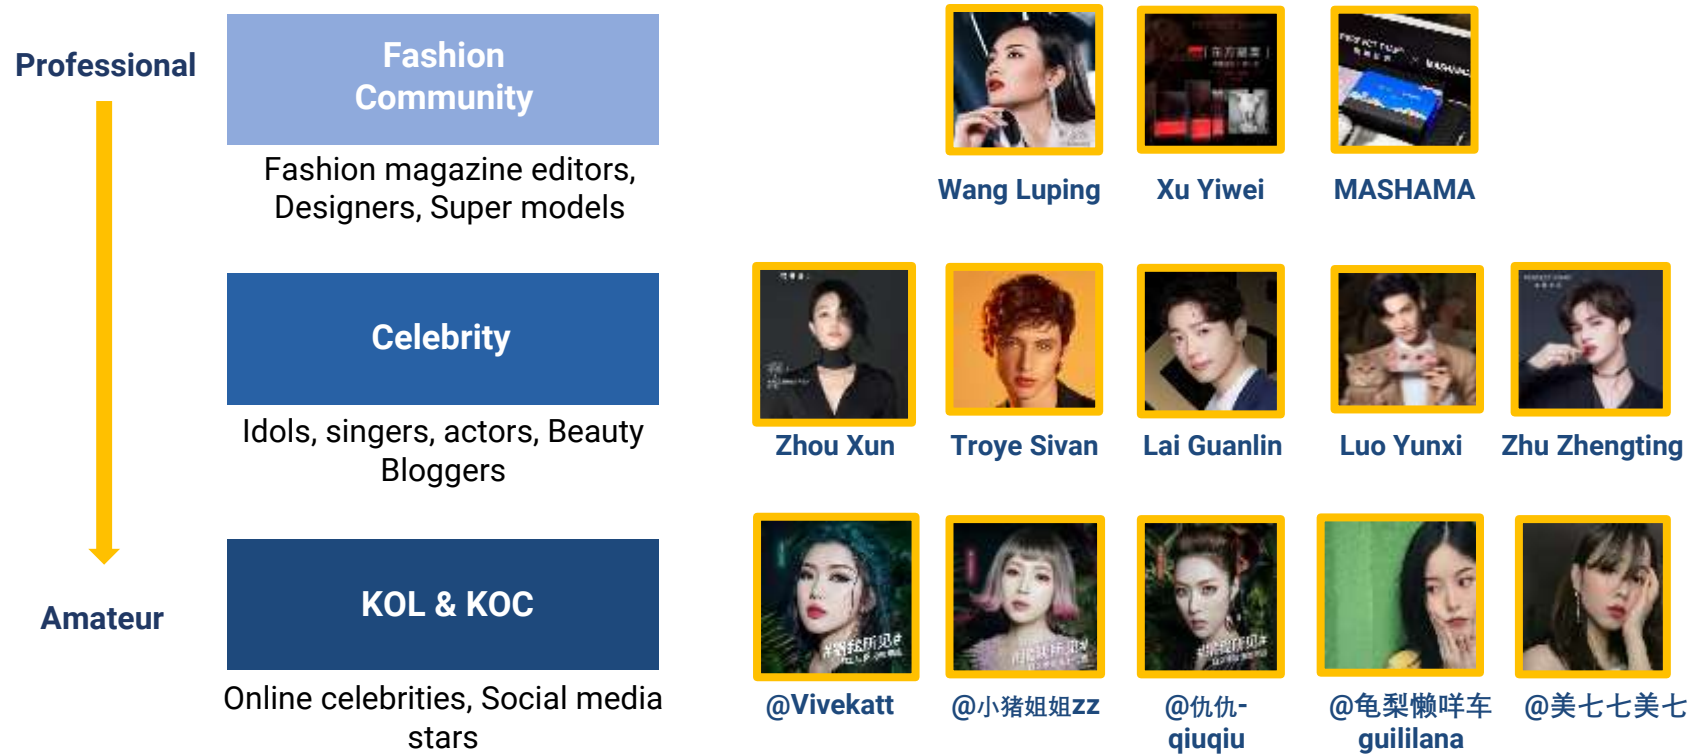 Professional
Fashion
Community
Fashion magazine editors,
Designers, Super models
东方
MASHAMA
Wang Luping
Xu Yiwei
MASHAMA
Celebrity
Idols, singers, actors, Beauty
Bloggers
Zhou Xun
Troye Sivan
Lai Guanlin
Luo Yunxi
Zhu Zhengting
Amateur
KOL & KOC
Online celebrities, Social media
stars
@Vivekatt
@小猪姐姐zz
@仇仇-
qiuqiu
@龟梨懒咩车
guililana
@美七七美七